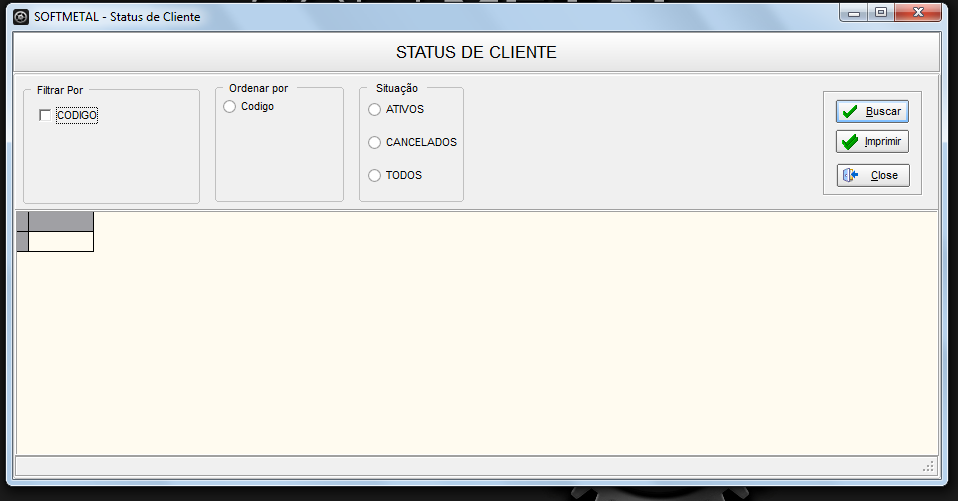 SOFTMETAL - Status de Cliente
STATUS DE CLIENTE
Filtrar Por
CODIGO
Ordenar por
Codigo
Situação
ATIVOS
CANCELADOS
TODOS
Buscar
Imprimir
Close